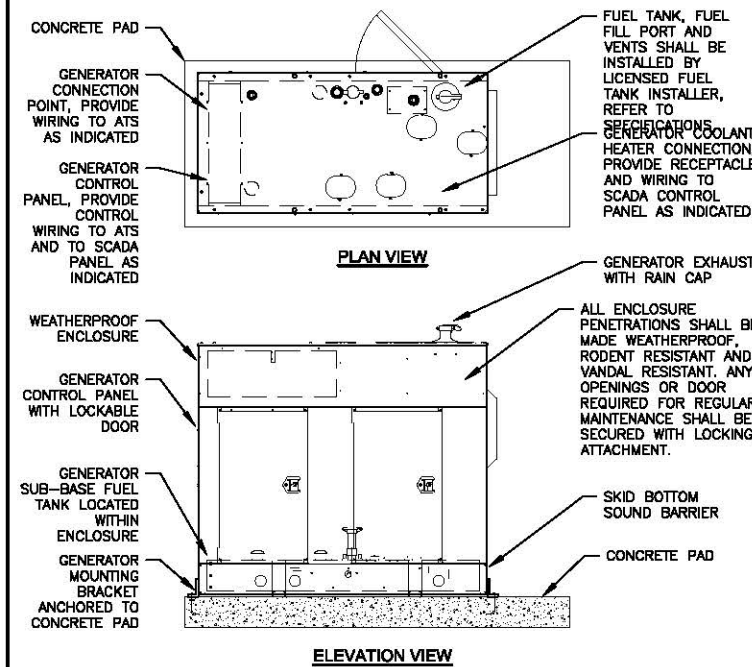 CONCRETE PAD
GENERATOR
CONNECTION
POINT, PROVIDE
WIRING TO ATS
AS INDICATED
GENERATOR
CONTROL
PANEL, PROVIDE
CONTROL
WIRING TO ATS
AND TO SCADA
PANEL AS
INDICATED
FUEL TANK, FUEL
FILL PORT AND
VENTS SHALL BE
INSTALLED BY
LICENSED FUEL
TANK INSTALLER,
REFER TO
SPECIFICATIONS
GENERATOR COOLANT
HEATER CONNECTION
PROVIDE RECEPTACLE
AND WIRING TO
SCADA CONTROL
PANEL AS INDICATED
PLAN VIEW
WEATHERPROOF
ENCLOSURE
GENERATOR
CONTROL PANEL
WITH LOCKABLE
DOOR
GENERATOR
SUB-BASE FUEL
TANK LOCATED
WITHIN
ENCLOSURE
GENERATOR
MOUNTING
BRACKET
ANCHORED TO
CONCRETE PAD
GENERATOR EXHAUST
WITH RAIN CAP
ALL ENCLOSURE
PENETRATIONS SHALL BE
MADE WEATHERPROOF,
RODENT RESISTANT AND
VANDAL RESISTANT. ANY
OPENINGS OR DOOR
REQUIRED FOR REGULAR
MAINTENANCE SHALL BE
SECURED WITH LOCKING
ATTACHMENT.
SKID BOTTOM
SOUND BARRIER
CONCRETE PAD
ELEVATION VIEW